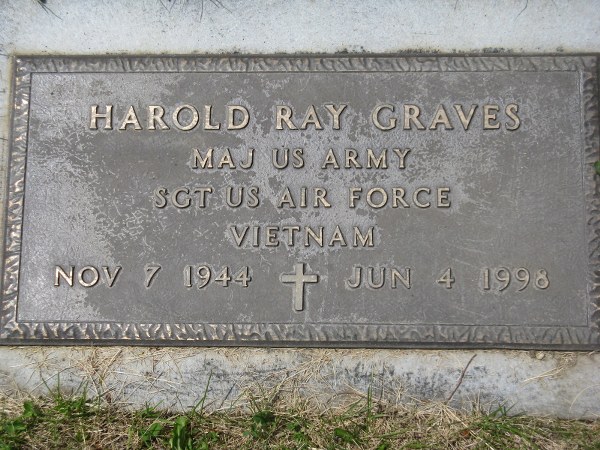 HAROLD RAY GRAVES
MAJ US ARMY
SGT US AIR FORCE
VIETNAM
NOV 7 1944 JUN 4 1998